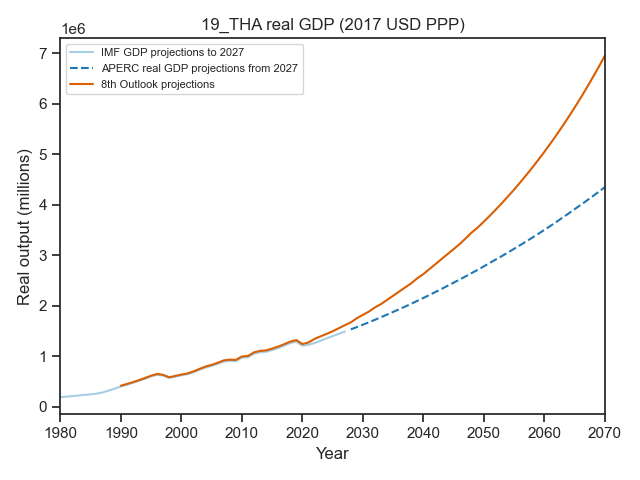 19_THA real GDP (2017 USD PPP)
1e6
IMF GDP projections to 2027
APERC real GDP projections from 2027
8th Outlook projections
7
6
5
4
3
2
1
0
Real output (millions)
1980 1990 2000 2010 2020 2030 2040 2050 2060 2070
Year